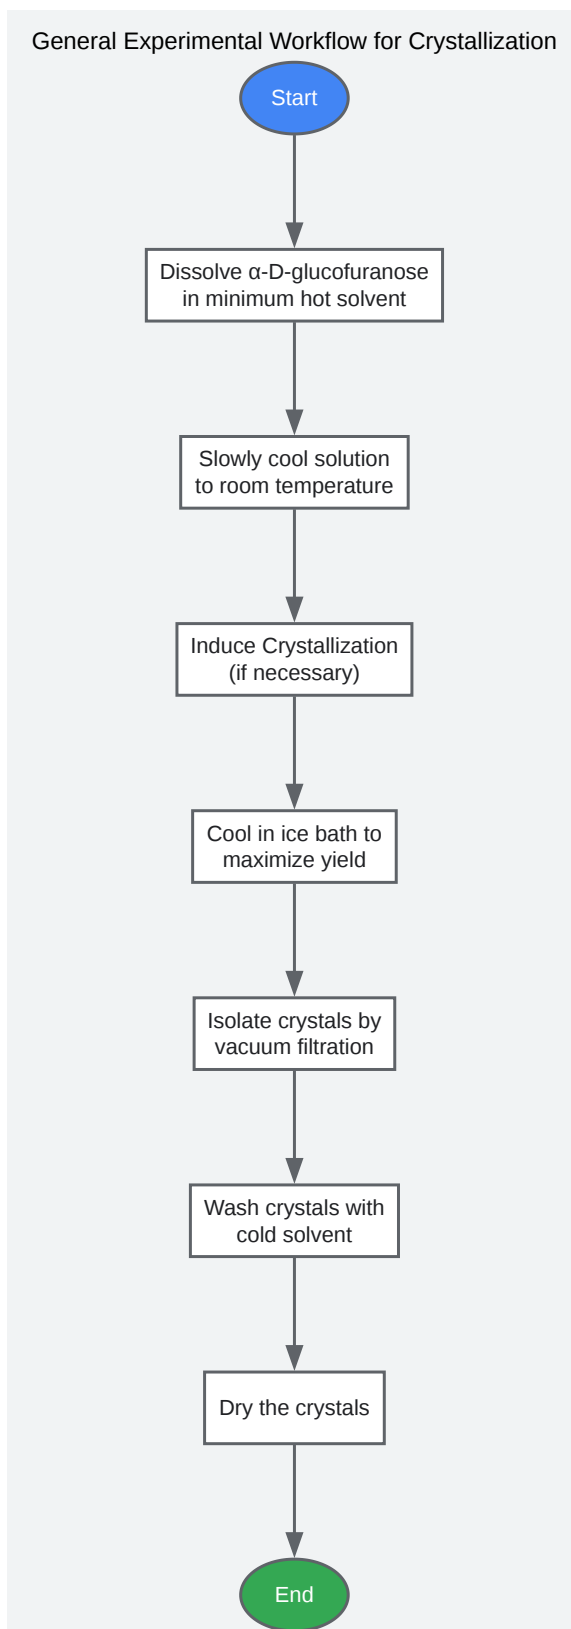 General Experimental Workflow for Crystallization
Start
Dissolve α-D-glucofuranose
in minimum hot solvent
Slowly cool solution
to room temperature
Induce Crystallization
(if necessary)
Cool in ice bath to
maximize yield
Isolate crystals by
vacuum filtration
Wash crystals with
cold solvent
Dry the crystals
End